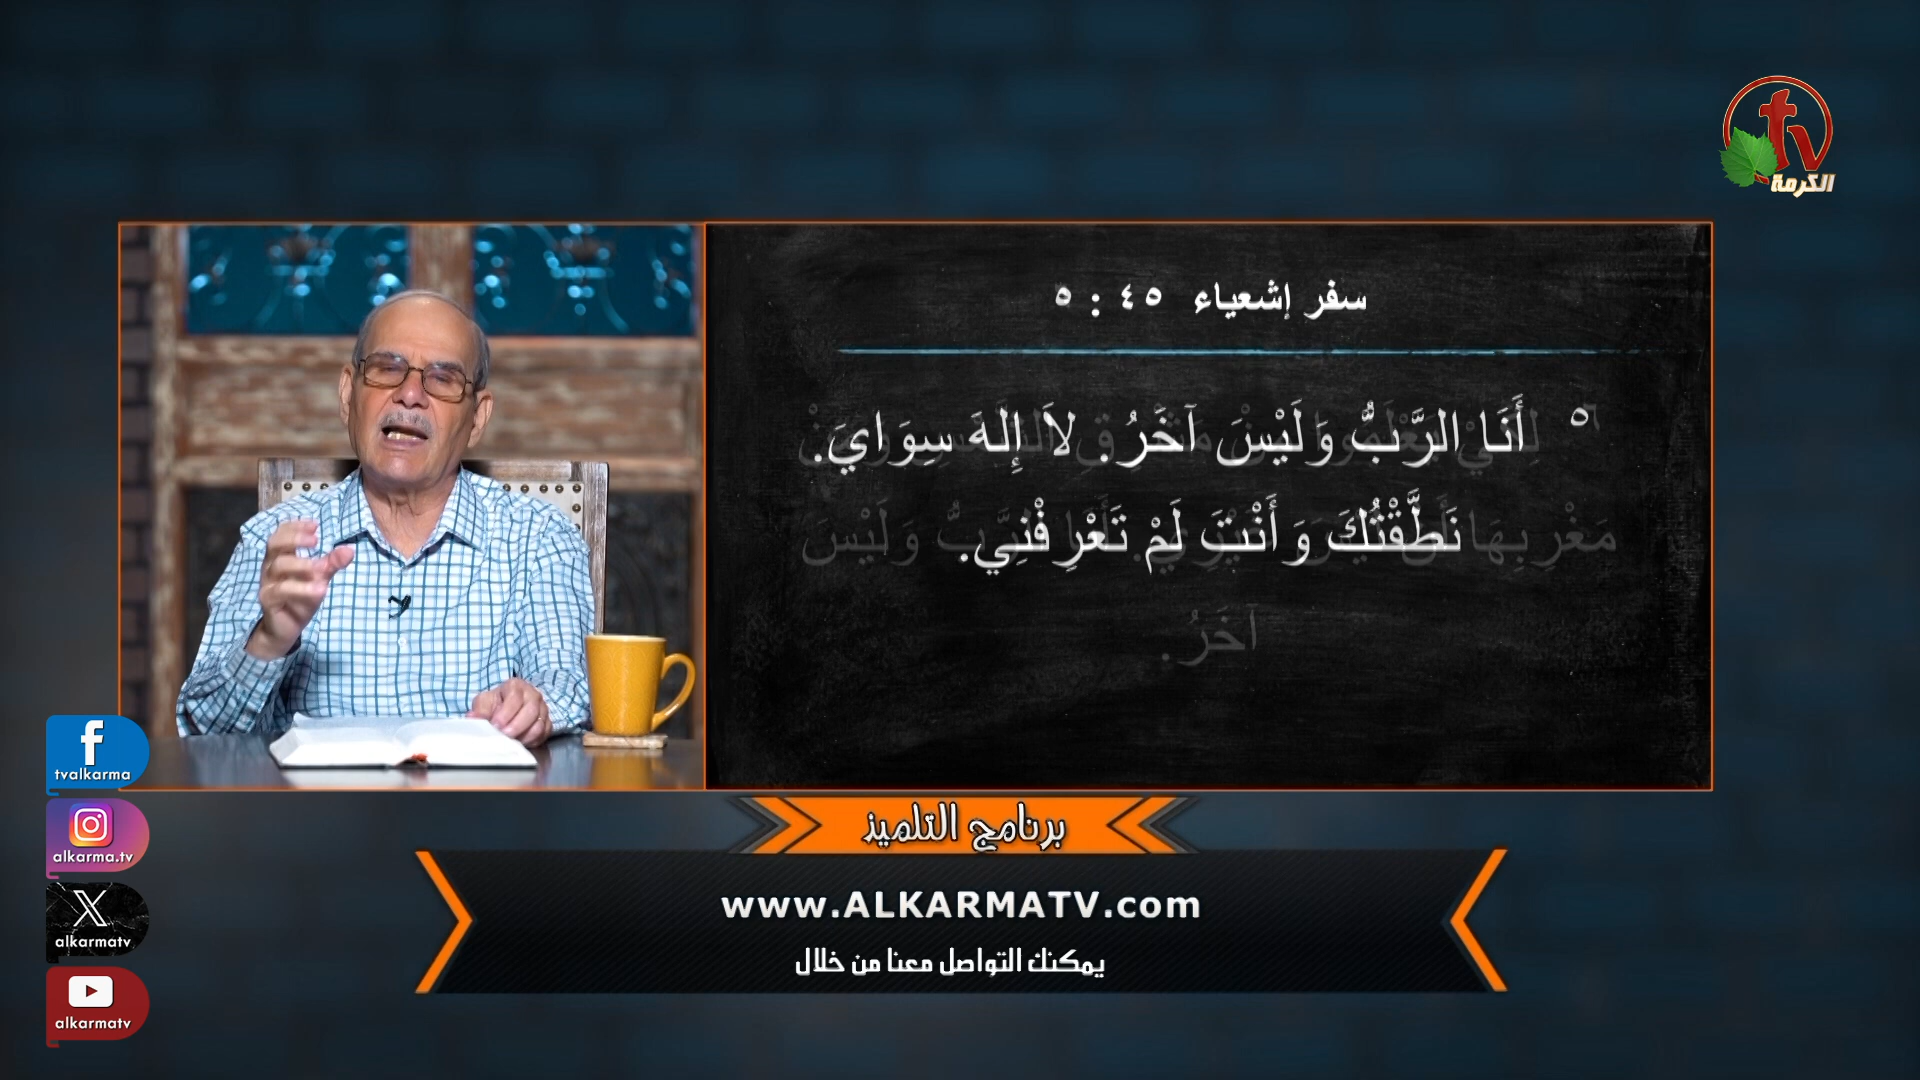 tv
الكرمة
سفر إشعياء ٤٥ : ٥
٥ أَنَا الرَّبُّ وَلَيْسَ آخَرُ. لاَ إِلهَ سِوَايَ.
نَطَّقْتُكَ وَأَنْتَ لَمْ تَعْرِفْنِي.
مَغْرِبِهَا
وَلَيْسَ
آخَرُ.
tvalkarma
alkarma.tv
alkarmatv
alkarmatv
برنامج التلميذ
www.ALKARMATV.com
يمكنك التواصل معنا من خلال